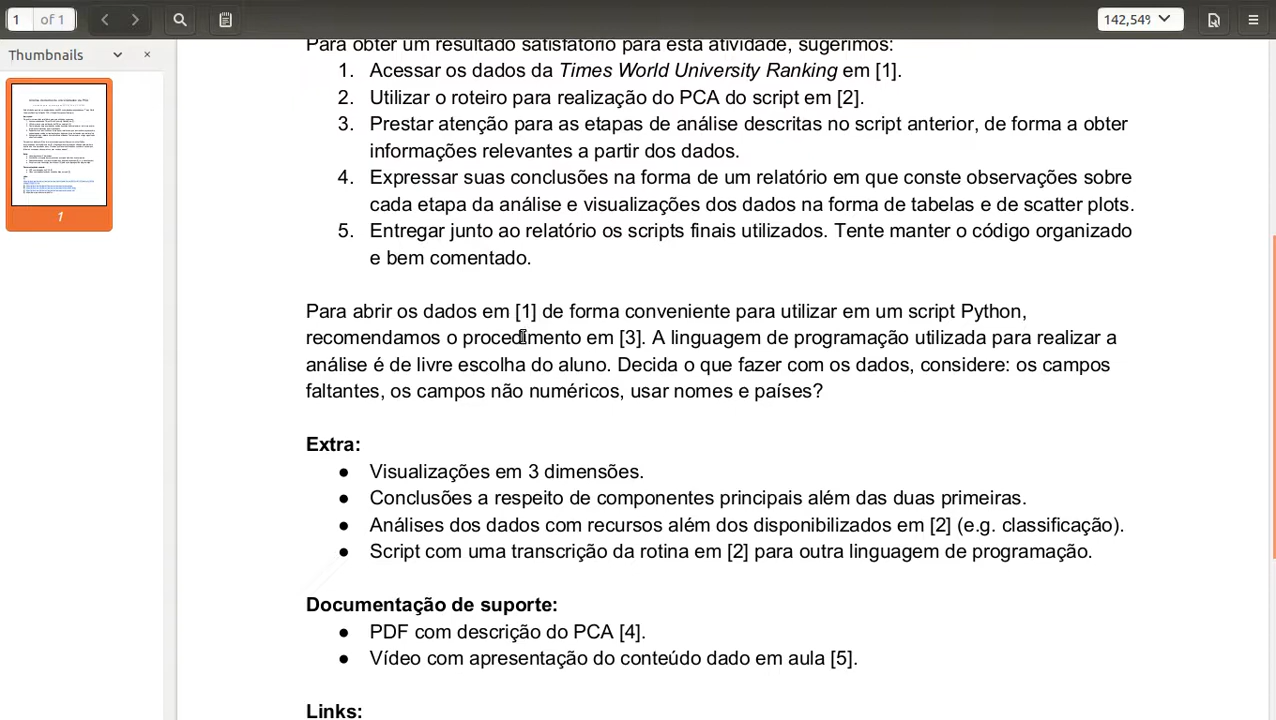 1 of 1
142,54%
Thumbnails
1
Para obter um resultado satisfatório para esta atividade, sugerimos:
1. Acessar os dados da Times World University Ranking em [1].
2. Utilizar o roteiro para realização do PCA do script em [2].
3. Prestar atenção para as etapas de análise descritas no script anterior, de forma a obter
informações relevantes a partir dos dados.
4. Expressar suas conclusões na forma de um relatório em que conste observações sobre
cada etapa da análise e visualizações dos dados na forma de tabelas e de scatter plots.
5. Entregar junto ao relatório os scripts finais utilizados. Tente manter o código organizado
e bem comentado.
Para abrir os dados em [1] de forma conveniente para utilizar em um script Python,
recomendamos o procedimento em [3]. A linguagem de programação utilizada para realizar a
análise é de livre escolha do aluno. Decida o que fazer com os dados, considere: os campos
faltantes, os campos não numéricos, usar nomes e países?
Extra:
● Visualizações em 3 dimensões.
● Conclusões a respeito de componentes principais além das duas primeiras.
● Análises dos dados com recursos além dos disponibilizados em [2] (e.g. classificação).
● Script com uma transcrição da rotina em [2] para outra linguagem de programação.
Documentação de suporte:
● PDF com descrição do PCA [4].
● Vídeo com apresentação do conteúdo dado em aula [5].
Links: